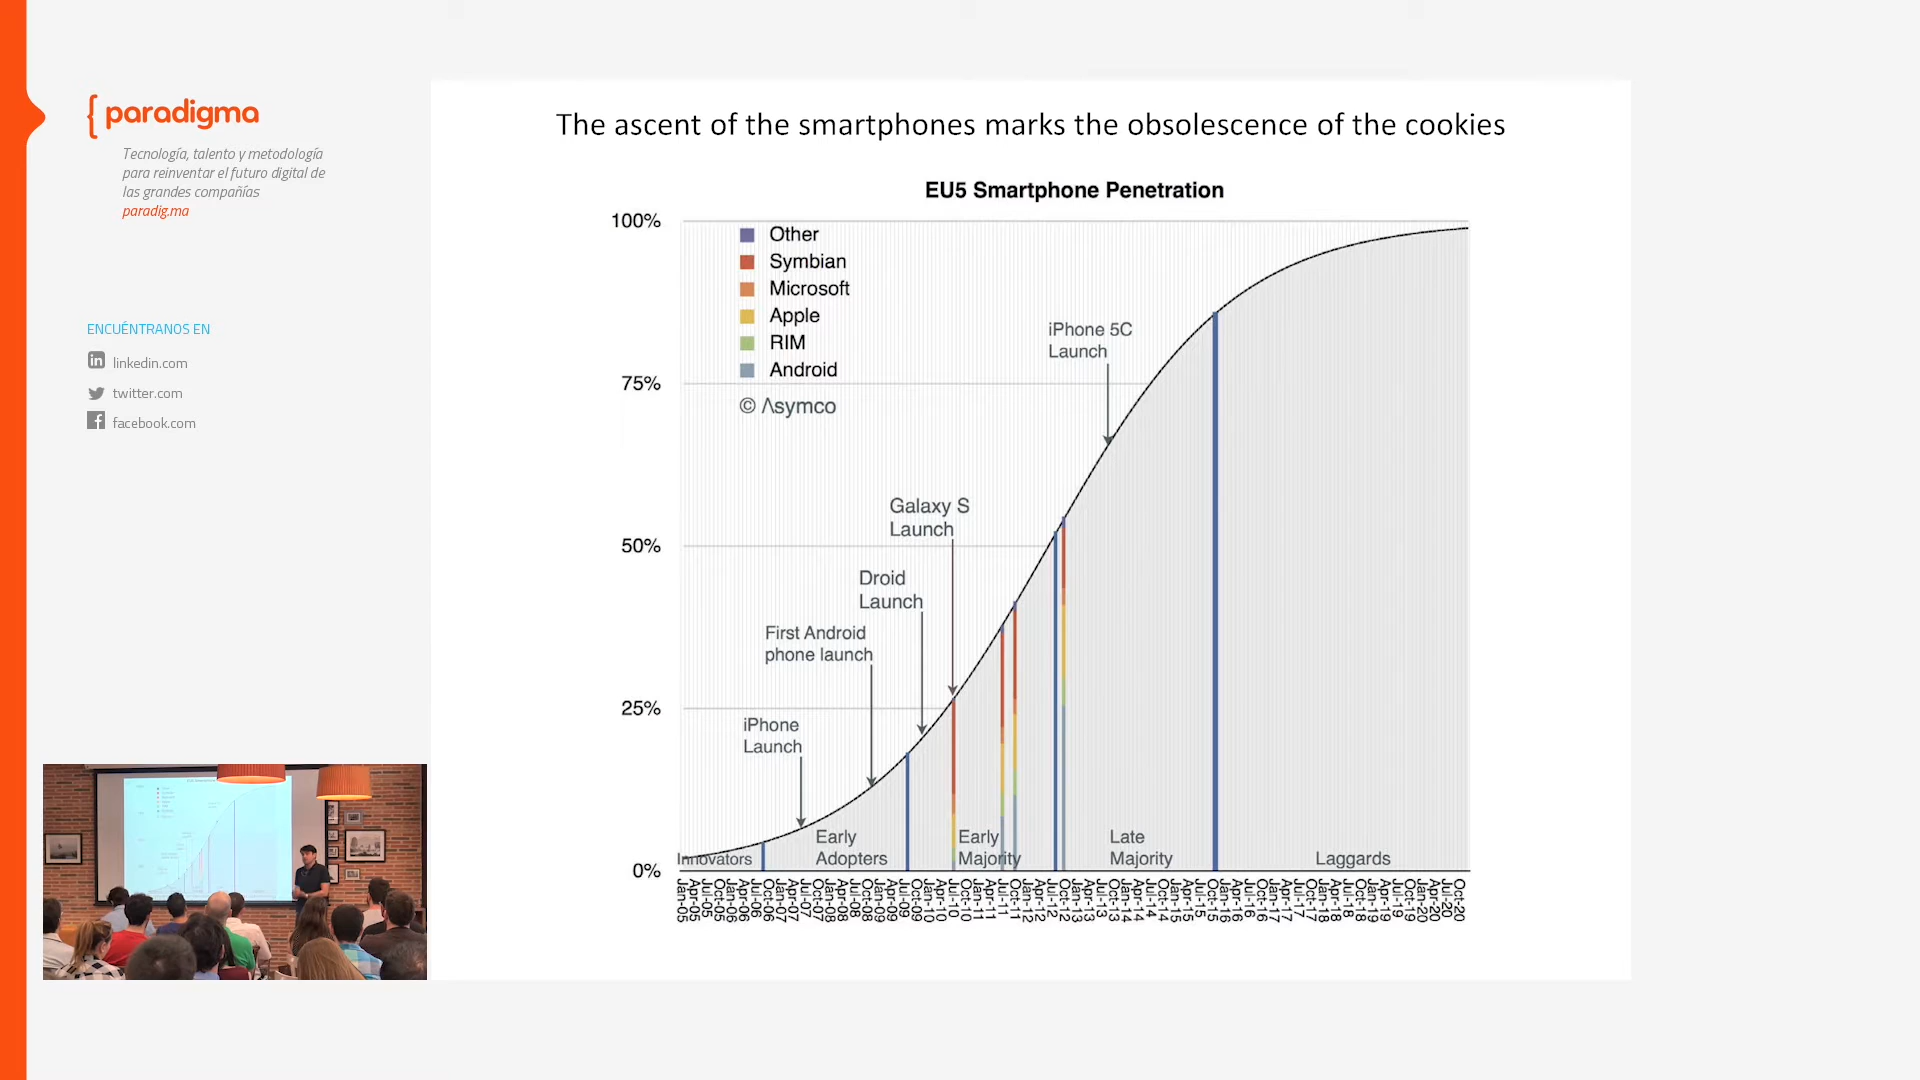 { paradigma
Tecnología, talento y metodología
para reinventar el futuro digital de
las grandes compañías
paradig.ma
ENCUÉNTRANOS EN
linkedin.com
twitter.com
facebook.com
The ascent of the smartphones marks the obsolescence of the cookies
EU5 Smartphone Penetration
100%
75%
50%
25%
0%
Other
Symbian
Microsoft
Apple
RIM
Android
© Λsymco
iPhone 5C
Launch
Galaxy S
Launch
Droid
Launch
First Android
phone launch
iPhone
Launch
Innovators
Early
Adopters
Early
Majority
Late
Majority
Laggards
Jan-05
Apr-05
Jul-05
Oct-05
Jan-06
Apr-06
Jul-06
Oct-06
Jan-07
Apr-07
Jul-07
Oct-07
Jan-08
Apr-08
Jul-08
Oct-08
Jan-09
Apr-09
Jul-09
Oct-09
Jan-10
Apr-10
Jul-10
Oct-10
Jan-11
Apr-11
Jul-11
Oct-11
Jan-12
Apr-12
Jul-12
Oct-12
Jan-13
Apr-13
Jul-13
Oct-13
Jan-14
Apr-14
Jul-14
Oct-14
Jan-15
Apr-15
Jul-15
Oct-15
Jan-16
Apr-16
Jul-16
Oct-16
Jan-17
Apr-17
Jul-17
Oct-17
Jan-18
Apr-18
Jul-18
Oct-18
Jan-19
Apr-19
Jul-19
Oct-19
Jan-20
Apr-20
Jul-20
Oct-20